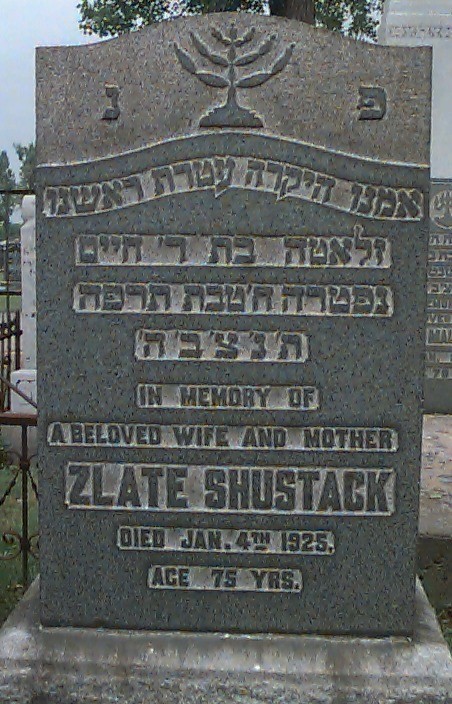 פ נ
אמנו היקרה עטרת ראשנו
זלאטה בת ר' חיים
נפטרה ח' טבת תרפה
ת'נ'צ'ב'ה'
IN MEMORY OF
A BELOVED WIFE AND MOTHER
ZLATE SHUSTACK
DIED JAN. 4TH 1925.
AGE 75 YRS.